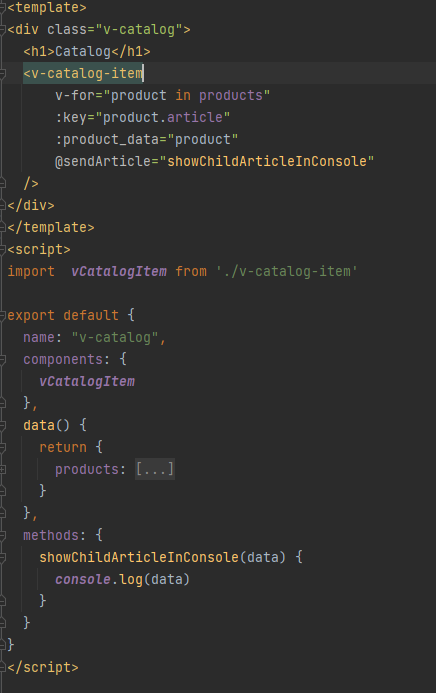 <template>
<div class="v-catalog">
  <h1>Catalog</h1>
  <v-catalog-item
      v-for="product in products"
      :key="product.article"
      :product_data="product"
      @sendArticle="showChildArticleInConsole"
  />
</div>
</template>
<script>
import  vCatalogItem from './v-catalog-item'

export default {
  name: "v-catalog",
  components: {
    vCatalogItem
  },
  data() {
    return {
      products: [...]
    }
  },
  methods: {
    showChildArticleInConsole(data) {
      console.log(data)
    }
  }
}
</script>